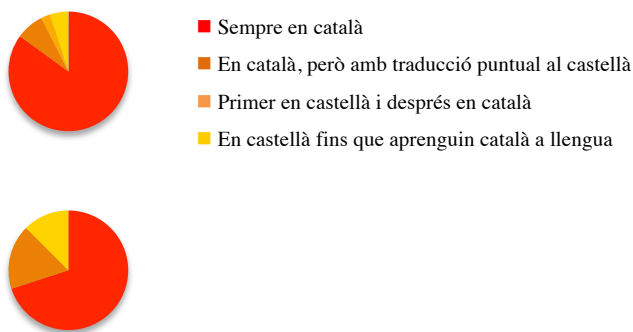 Sempre en català
En català, però amb traducció puntual al castellà
Primer en castellà i després en català
En castellà fins que aprenguin català a llengua